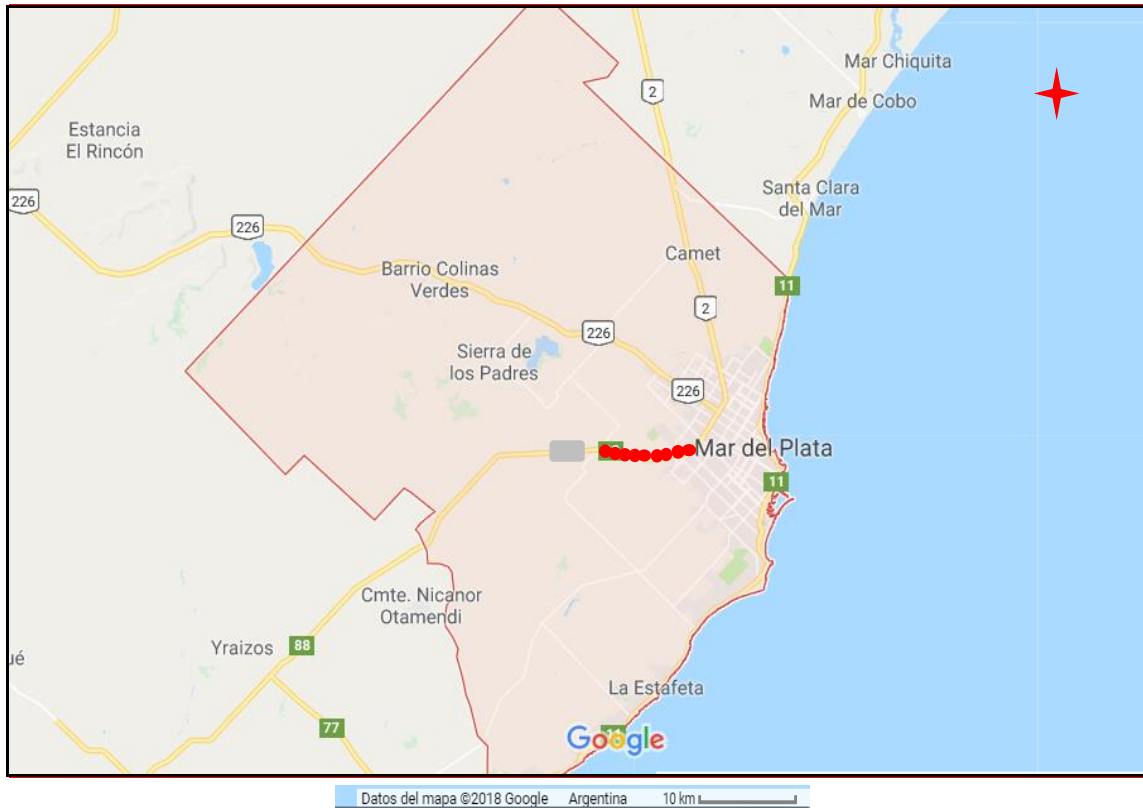 Mar Chiquita
2
Mar de Cobo
Estancia
El Rincón
Santa Clara
del Mar
226
226
Camet
Barrio Colinas
Verdes
11
2
226
Sierra de
los Padres
226
Mar del Plata
11
Cmte. Nicanor
Otamendi
Yraizos
88
ué
La Estafeta
77
Google
Datos del mapa ©2018 Google Argentina 10 km